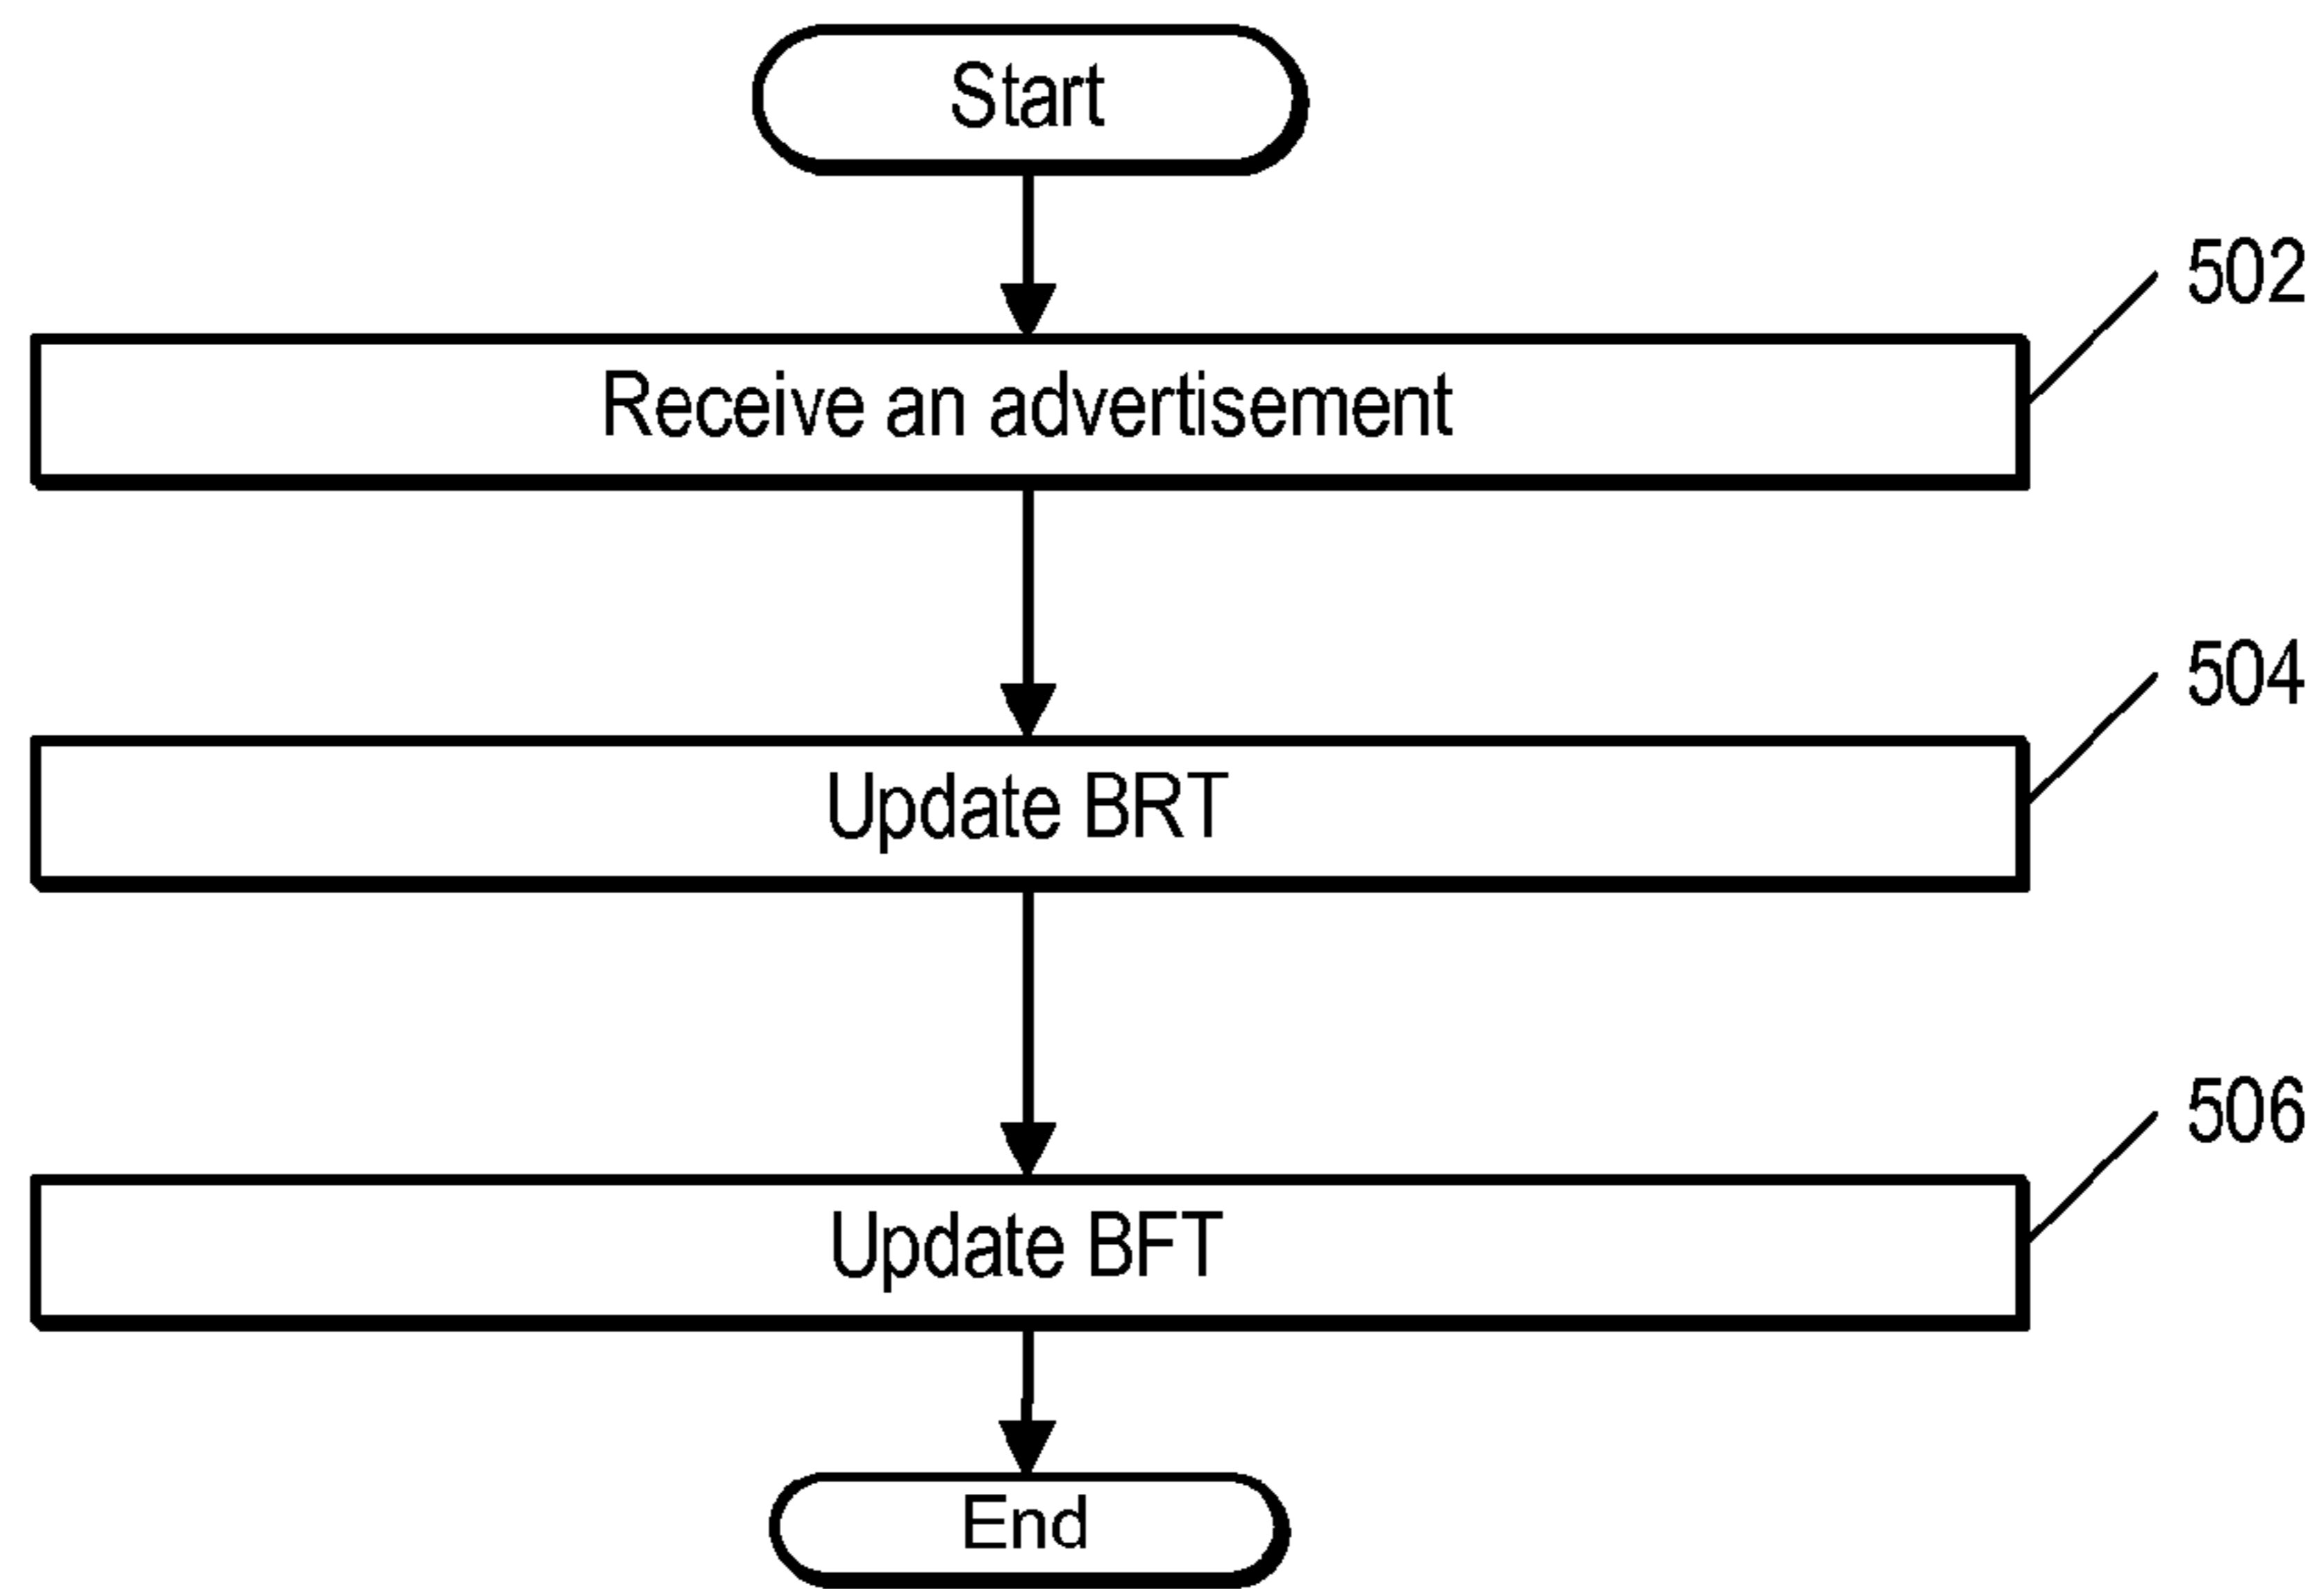 Start
502
Receive an advertisement
504
Update BRT
506
Update BFT
End